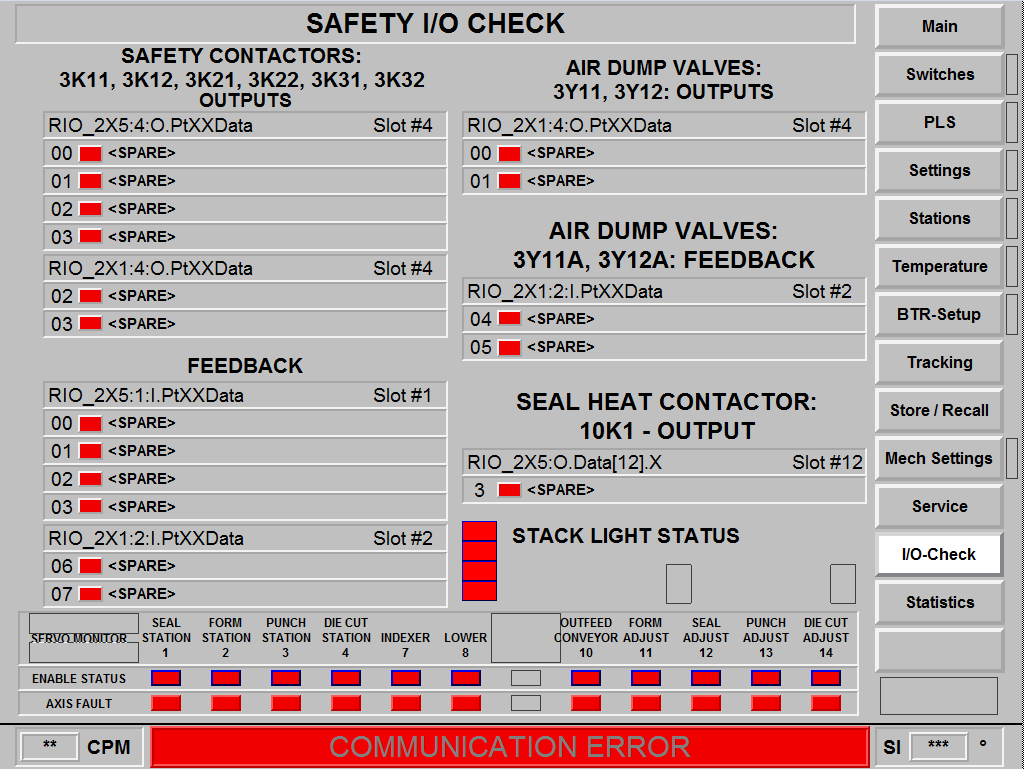 SAFETY I/O CHECK
SAFETY CONTACTORS:
3K11, 3K12, 3K21, 3K22, 3K31, 3K32
OUTPUTS
RIO_2X5:4:O.PtXXData Slot #4
00 <SPARE>
01 <SPARE>
02 <SPARE>
03 <SPARE>
RIO_2X1:4:O.PtXXData Slot #4
02 <SPARE>
03 <SPARE>
FEEDBACK
RIO_2X5:1:I.PtXXData Slot #1
00 <SPARE>
01 <SPARE>
02 <SPARE>
03 <SPARE>
RIO_2X1:2:I.PtXXData Slot #2
06 <SPARE>
07 <SPARE>
AIR DUMP VALVES:
3Y11, 3Y12: OUTPUTS
RIO_2X1:4:O.PtXXData Slot #4
00 <SPARE>
01 <SPARE>
AIR DUMP VALVES:
3Y11A, 3Y12A: FEEDBACK
RIO_2X1:2:I.PtXXData Slot #2
04 <SPARE>
05 <SPARE>
SEAL HEAT CONTACTOR:
10K1 - OUTPUT
RIO_2X5:O.Data[12].X Slot #12
3 <SPARE>
STACK LIGHT STATUS
Main
Switches
PLS
Settings
Stations
Temperature
BTR-Setup
Tracking
Store / Recall
Mech Settings
Service
I/O-Check
Statistics
SERVO MONITOR
SEAL STATION 1
FORM STATION 2
PUNCH STATION 3
DIE CUT STATION 4
INDEXER 7
LOWER 8
OUTFEED CONVEYOR 10
FORM ADJUST 11
SEAL ADJUST 12
PUNCH ADJUST 13
DIE CUT ADJUST 14
ENABLE STATUS
AXIS FAULT
** CPM
COMMUNICATION ERROR
SI *** °